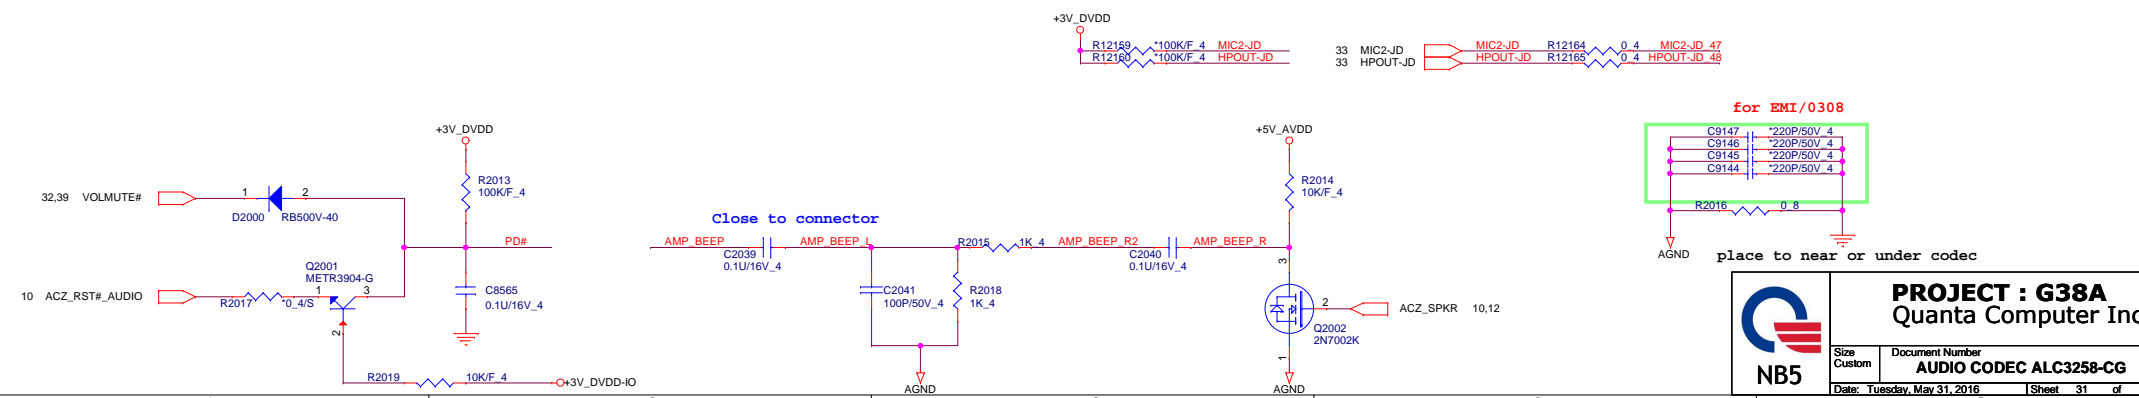 +3V_DVDD
R12159 *100K/F_4 MIC2-JD
R12160 *100K/F_4 HPOUT-JD
33 MIC2-JD MIC2-JD R12164 0_4 MIC2-JD_47
33 HPOUT-JD HPOUT-JD R12165 0_4 HPOUT-JD_48
for EMI/0308
C9147 *220P/50V_4
C9146 *220P/50V_4
C9145 *220P/50V_4
C9144 *220P/50V_4
R2016 0_8
AGND
place to near or under codec
+3V_DVDD
R2013
100K/F_4
32,39 VOLMUTE#
1 2
D2000 RB500V-40
PD#
Q2001
METR3904-G
10 ACZ_RST#_AUDIO
R2017 *0_4/S
1 3
2
C8565
0.1U/16V_4
R2019 10K/F_4
+3V_DVDD-IO
Close to connector
AMP_BEEP
C2039
0.1U/16V_4
AMP_BEEP_L
C2041
100P/50V_4
R2018
1K_4
AGND
R2015 1K_4
AMP_BEEP_R2
C2040
0.1U/16V_4
AMP_BEEP_R
+5V_AVDD
R2014
10K/F_4
3
2
ACZ_SPKR 10,12
Q2002
2N7002K
1
AGND
NB5
PROJECT : G38A
Quanta Computer Inc
Size
Custom
Document Number
AUDIO CODEC ALC3258-CG
Date: Tuesday, May 31, 2016
Sheet 31 of